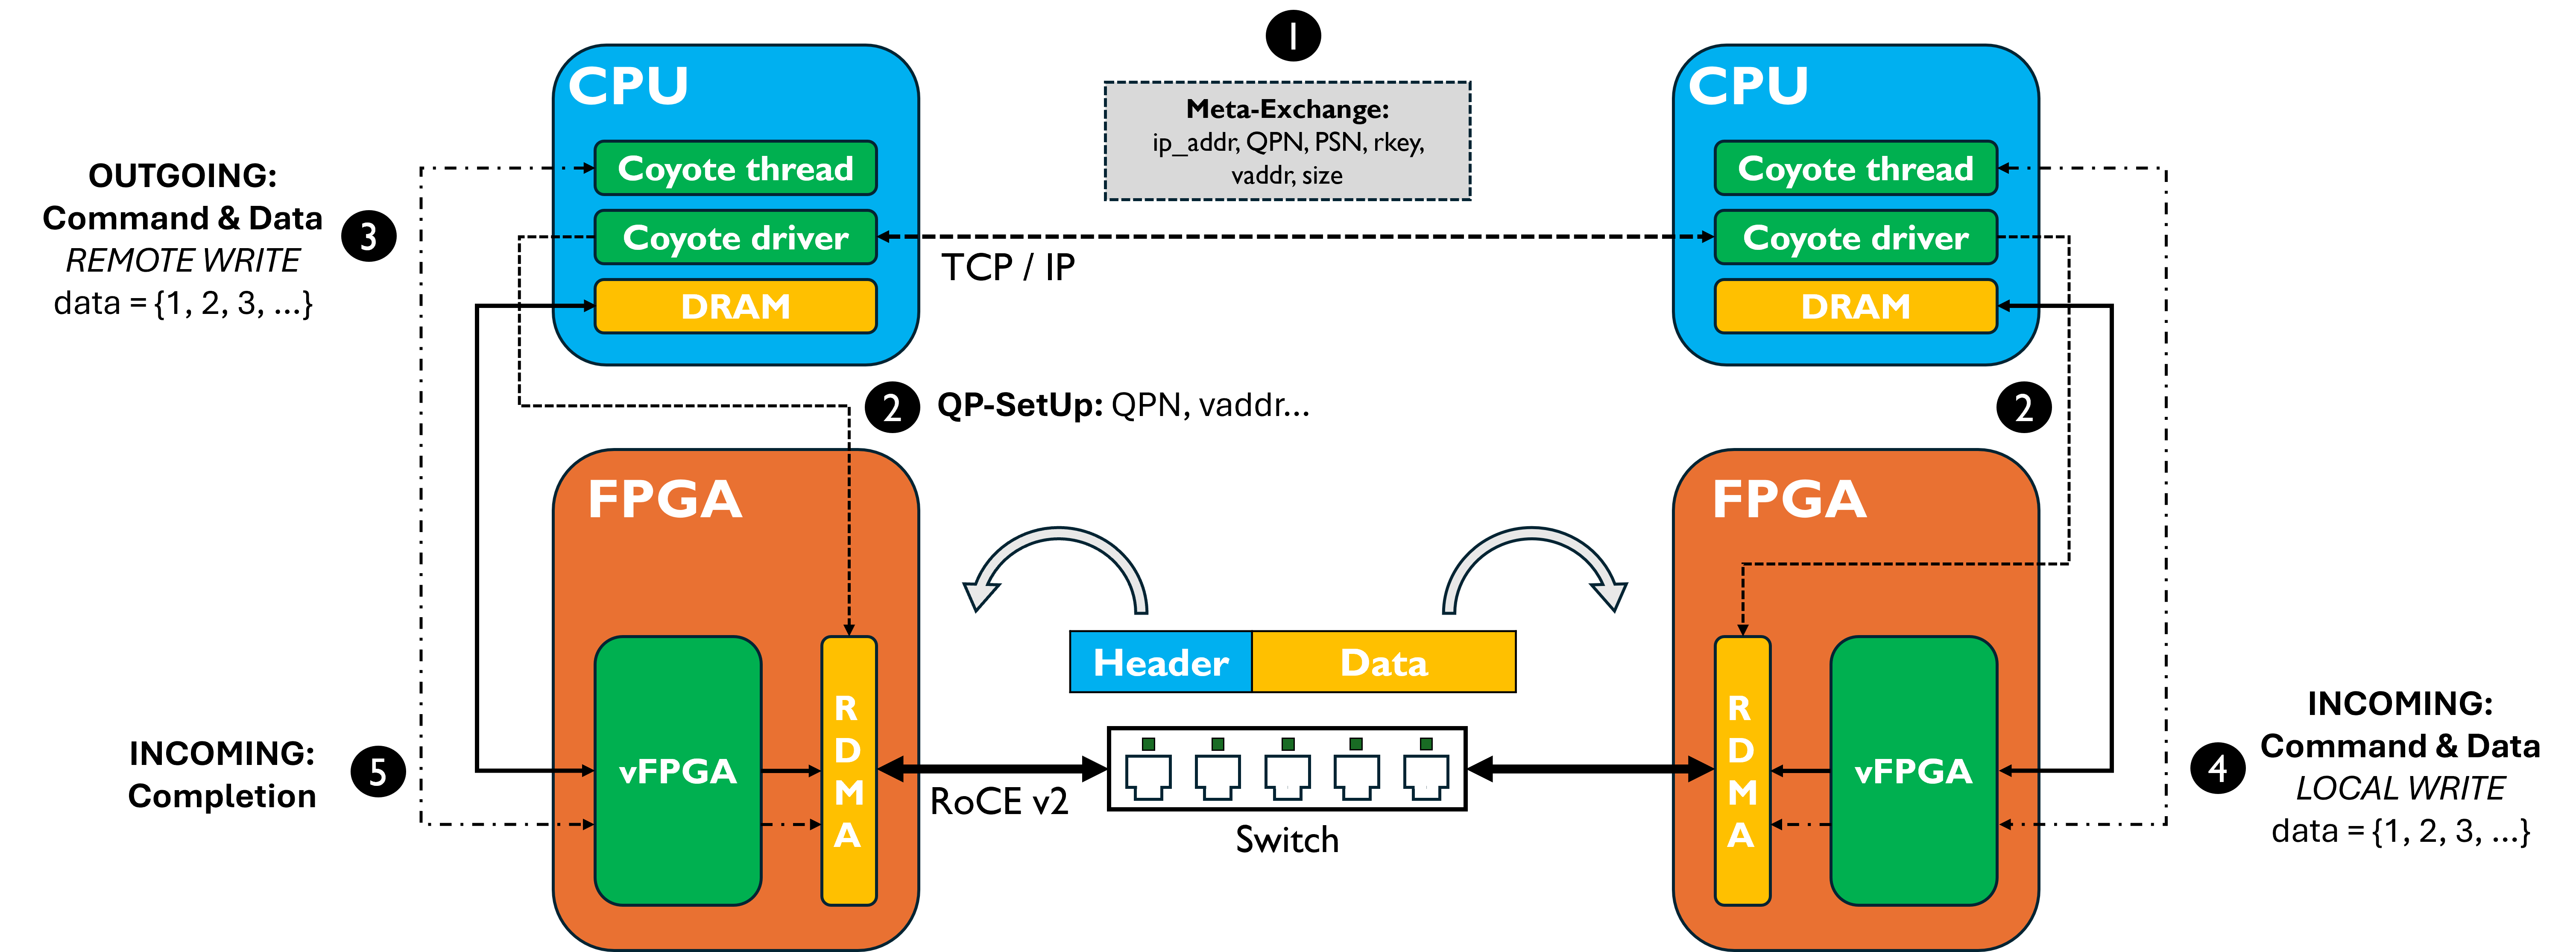 1
CPU
Meta-Exchange:
ip_addr, QPN, PSN, rkey,
vaddr, size
CPU
OUTGOING:
Command & Data
REMOTE WRITE
data = {1, 2, 3, ...}
3
Coyote thread
Coyote driver
DRAM
TCP / IP
Coyote thread
Coyote driver
DRAM
2
QP-SetUp: QPN, vaddr...
2
FPGA
FPGA
Header
Data
INCOMING:
Completion
5
vFPGA
RDMA
RoCE v2
Switch
RDMA
vFPGA
4
INCOMING:
Command & Data
LOCAL WRITE
data = {1, 2, 3, ...}